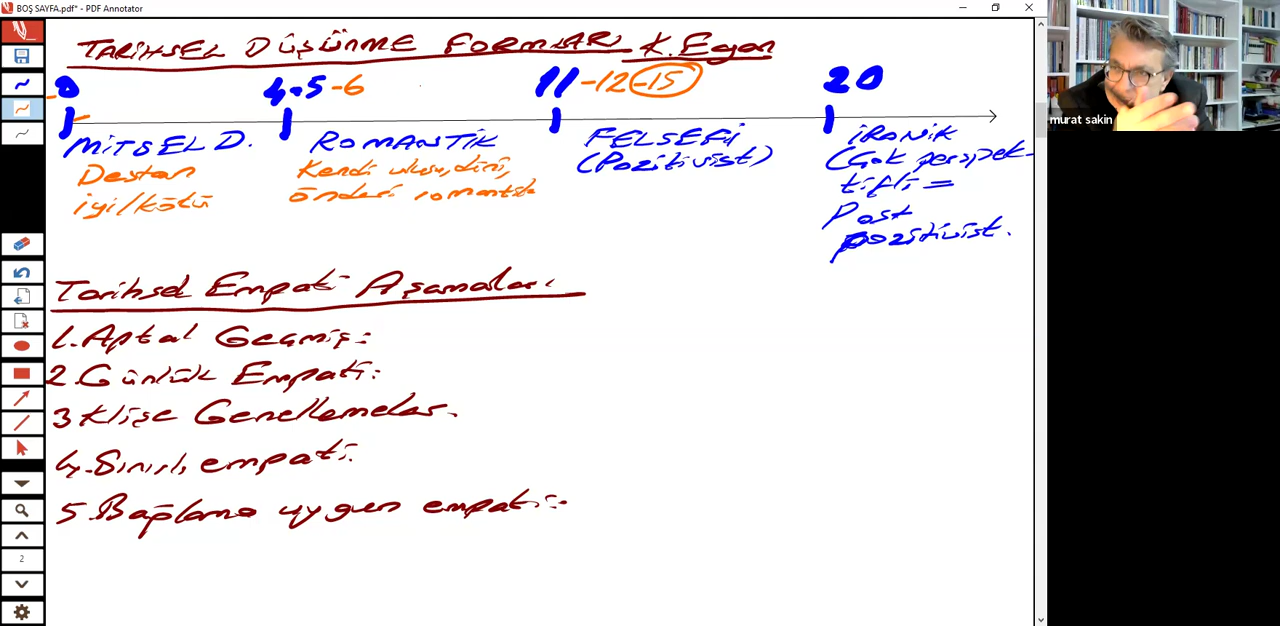 BOŞ SAYFA.pdf* - PDF Annotator
TARİHSEL DÜŞÜNME FORMLARI K.Egan
0 4-5-6 11-12-15 20
MİTSEL D. ROMANTİK FELSEFİ İRONİK
Destan Kendi ulusu, dini, (Pozitivist) (Çok perspek-
iyi/kötü önderi romantik tifli =
Post
pozitivist.
murat sakin
Tarihsel Empati Aşamaları
1.Aptal Geçmiş:
2.Günlük Empati:
3 Klişe Genellemeler.
4.Sınırlı empati.
5.Bağlama uygun empati:
2